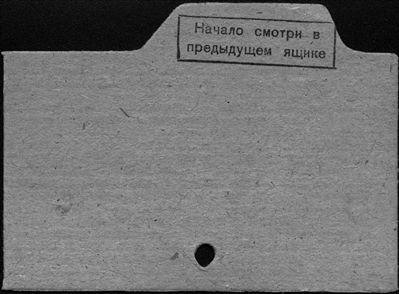 Начало смотри в
предыдущем ящике